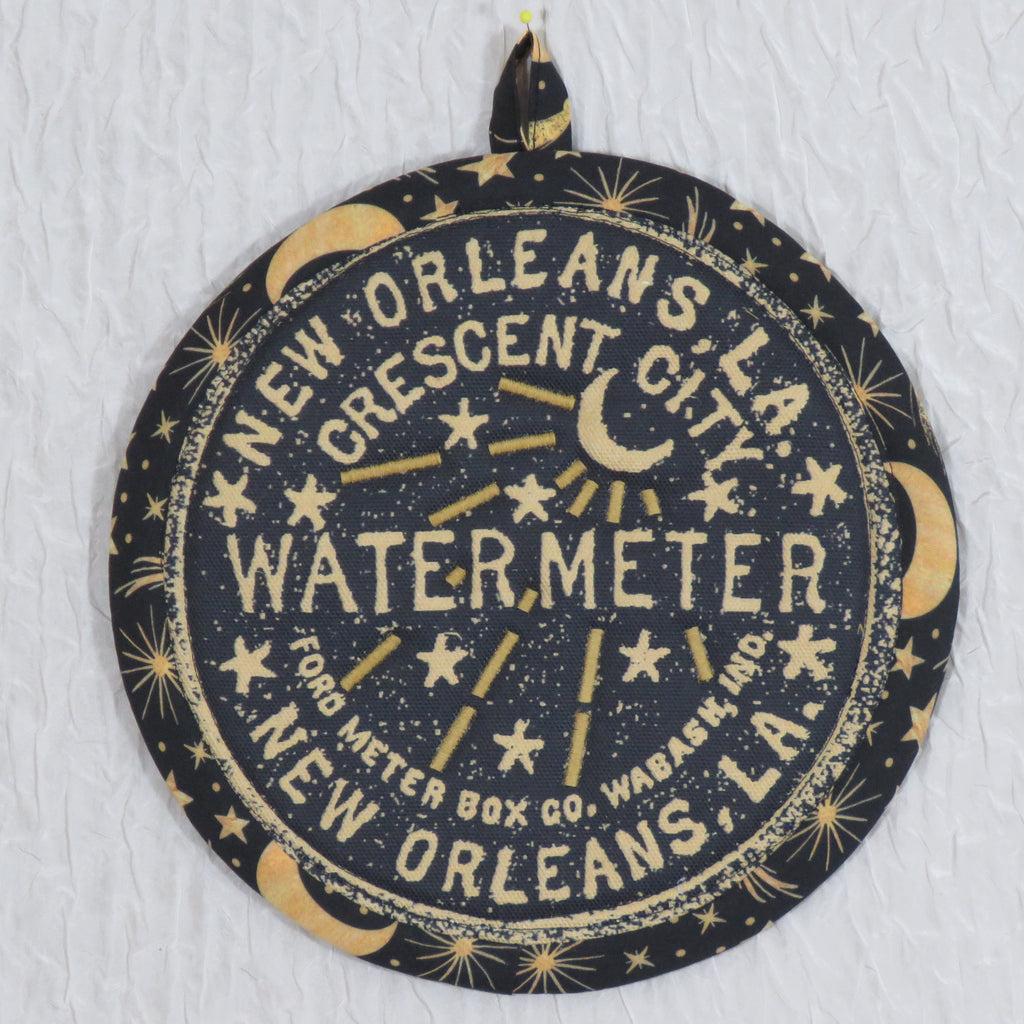 NEW ORLEANS LA.
CRESCENT CITY
WATERMETER
FORD METER BOX CO. WABASH, IND.
NEW ORLEANS, LA.